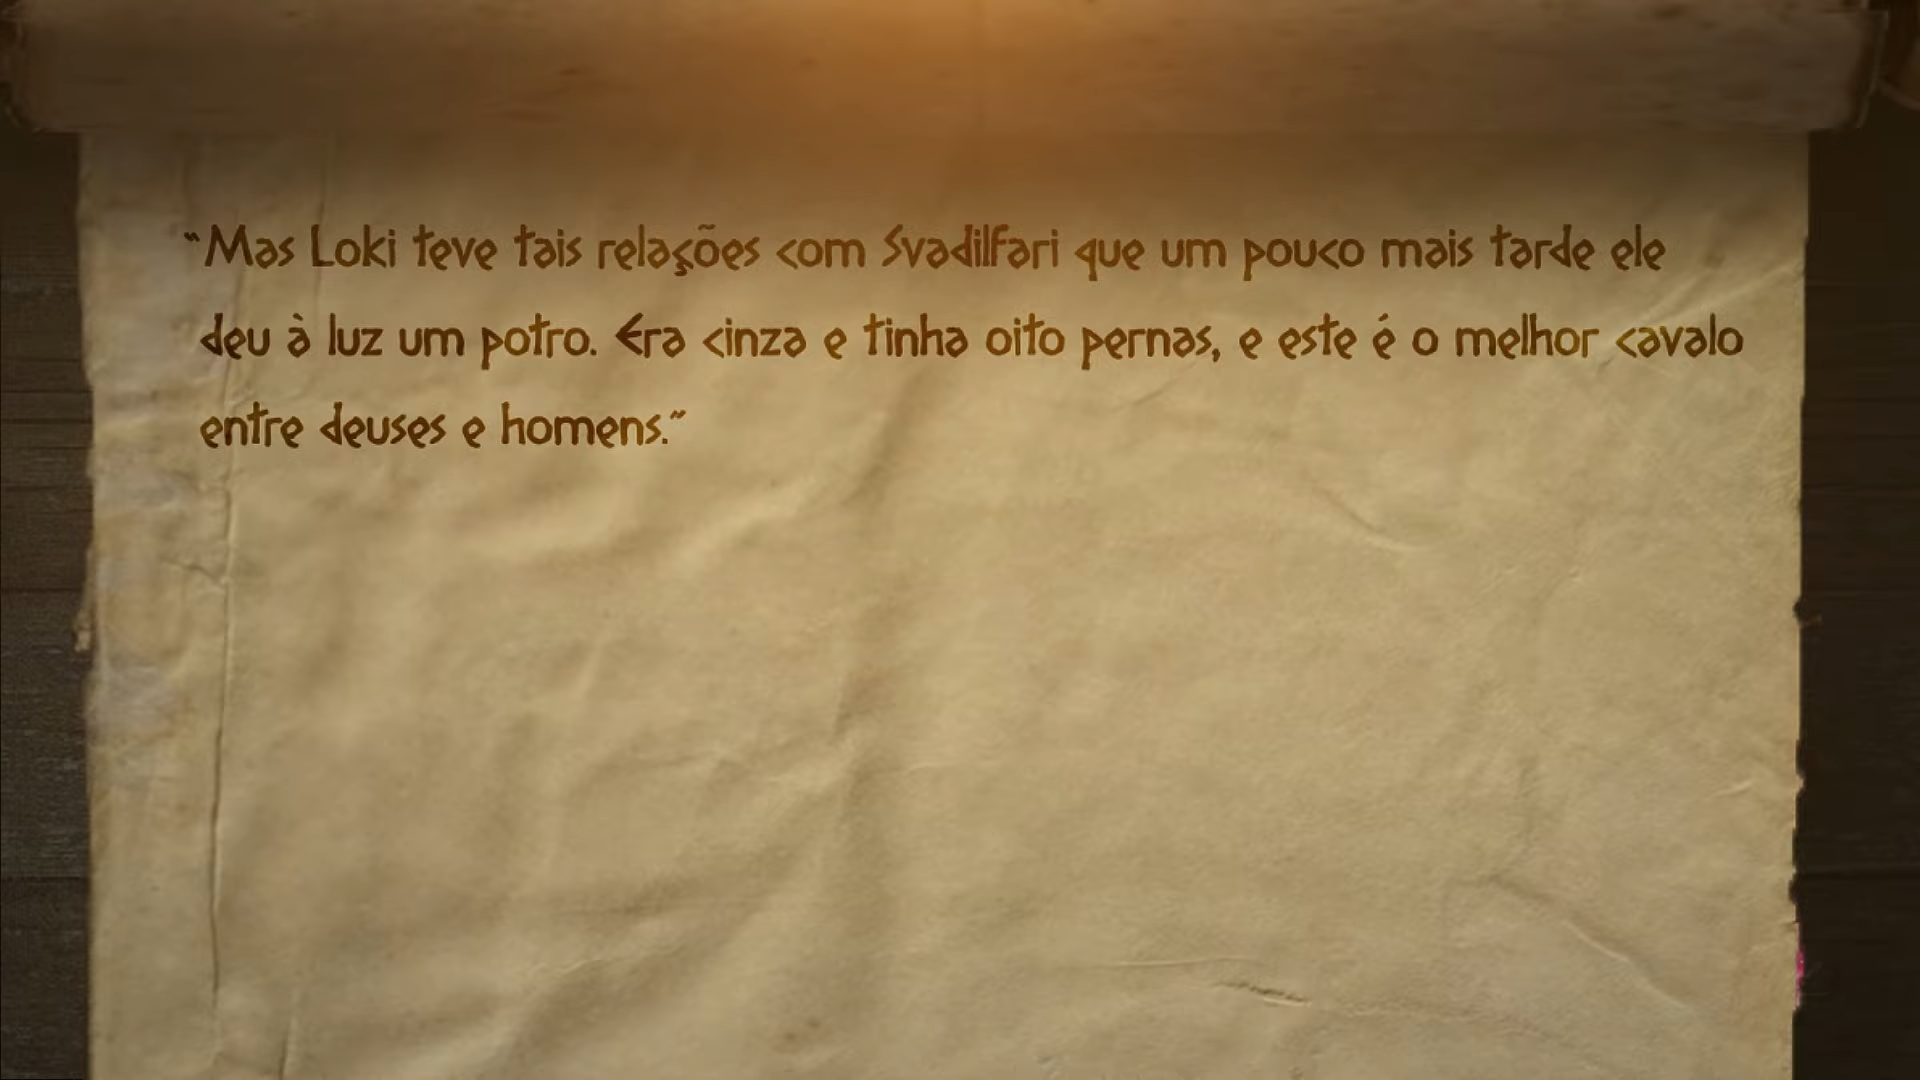 “Mas Loki teve tais relações com Svadilfari que um pouco mais tarde ele
deu à luz um potro. Era cinza e tinha oito pernas, e este é o melhor cavalo
entre deuses e homens.”